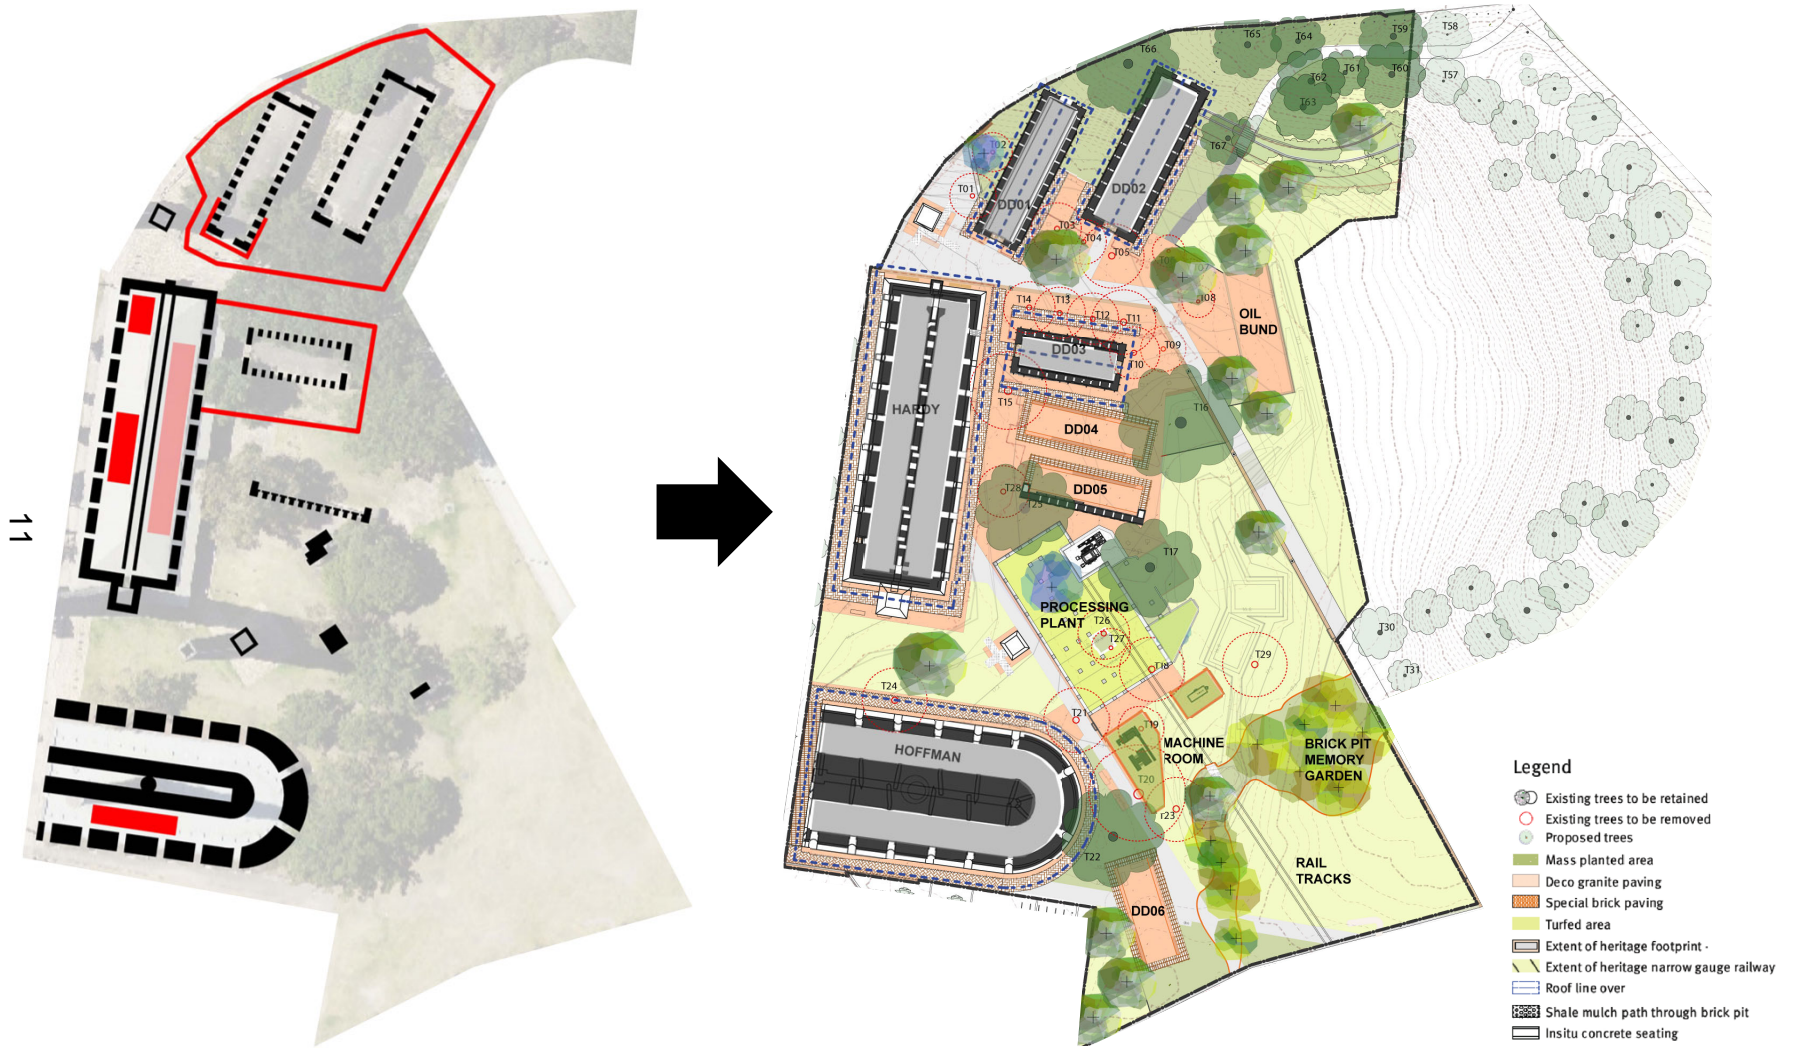 11
T58
T59
T65
T64
T66
T61
T60
T57
T62
T63
T02
T67
T01
DD02
DD01
T03
T04
T05
T14
T13
T12
T11
T08
OIL
BUND
DD03
T09
T10
T15
HARDY
T16
DD04
DD05
T28
T25
T17
PROCESSING
PLANT
T26
T27
T30
T18
T29
T31
T24
T21
T19
HOFFMAN
MACHINE
ROOM
BRICK PIT
MEMORY
GARDEN
T20
r23
T22
RAIL
TRACKS
DD06
Legend
Existing trees to be retained
Existing trees to be removed
Proposed trees
Mass planted area
Deco granite paving
Special brick paving
Turfed area
Extent of heritage footprint -
Extent of heritage narrow gauge railway
Roof line over
Shale mulch path through brick pit
Insitu concrete seating